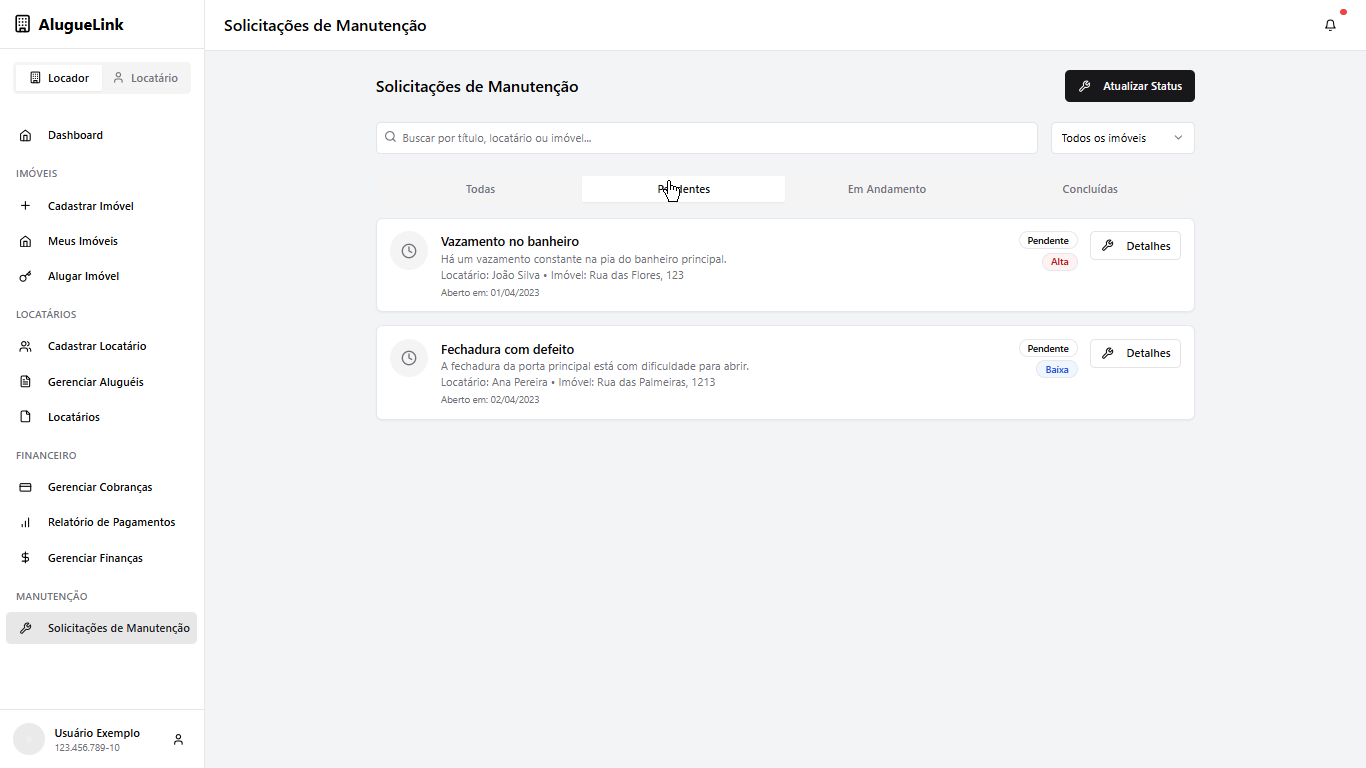 AlugueLink
Solicitações de Manutenção
Locador
Locatário
Dashboard
IMÓVEIS
Cadastrar Imóvel
Meus Imóveis
Alugar Imóvel
LOCATÁRIOS
Cadastrar Locatário
Gerenciar Aluguéis
Locatários
FINANCEIRO
Gerenciar Cobranças
Relatório de Pagamentos
Gerenciar Finanças
MANUTENÇÃO
Solicitações de Manutenção
Usuário Exemplo
123.456.789-10
Solicitações de Manutenção
Atualizar Status
Buscar por título, locatário ou imóvel...
Todos os imóveis
Todas
Pendentes
Em Andamento
Concluídas
Vazamento no banheiro
Há um vazamento constante na pia do banheiro principal.
Locatário: João Silva • Imóvel: Rua das Flores, 123
Aberto em: 01/04/2023
Pendente
Alta
Detalhes
Fechadura com defeito
A fechadura da porta principal está com dificuldade para abrir.
Locatário: Ana Pereira • Imóvel: Rua das Palmeiras, 1213
Aberto em: 02/04/2023
Pendente
Baixa
Detalhes